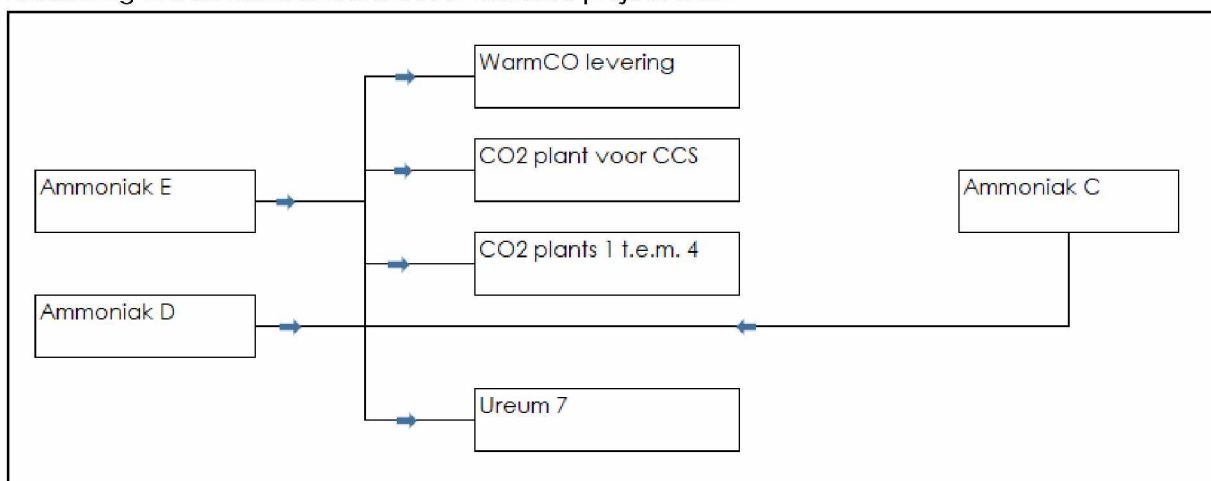 WarmCO levering
CO2 plant voor CCS
Ammoniak E
Ammoniak C
CO2 plants 1 t.e.m. 4
Ammoniak D
Ureum 7